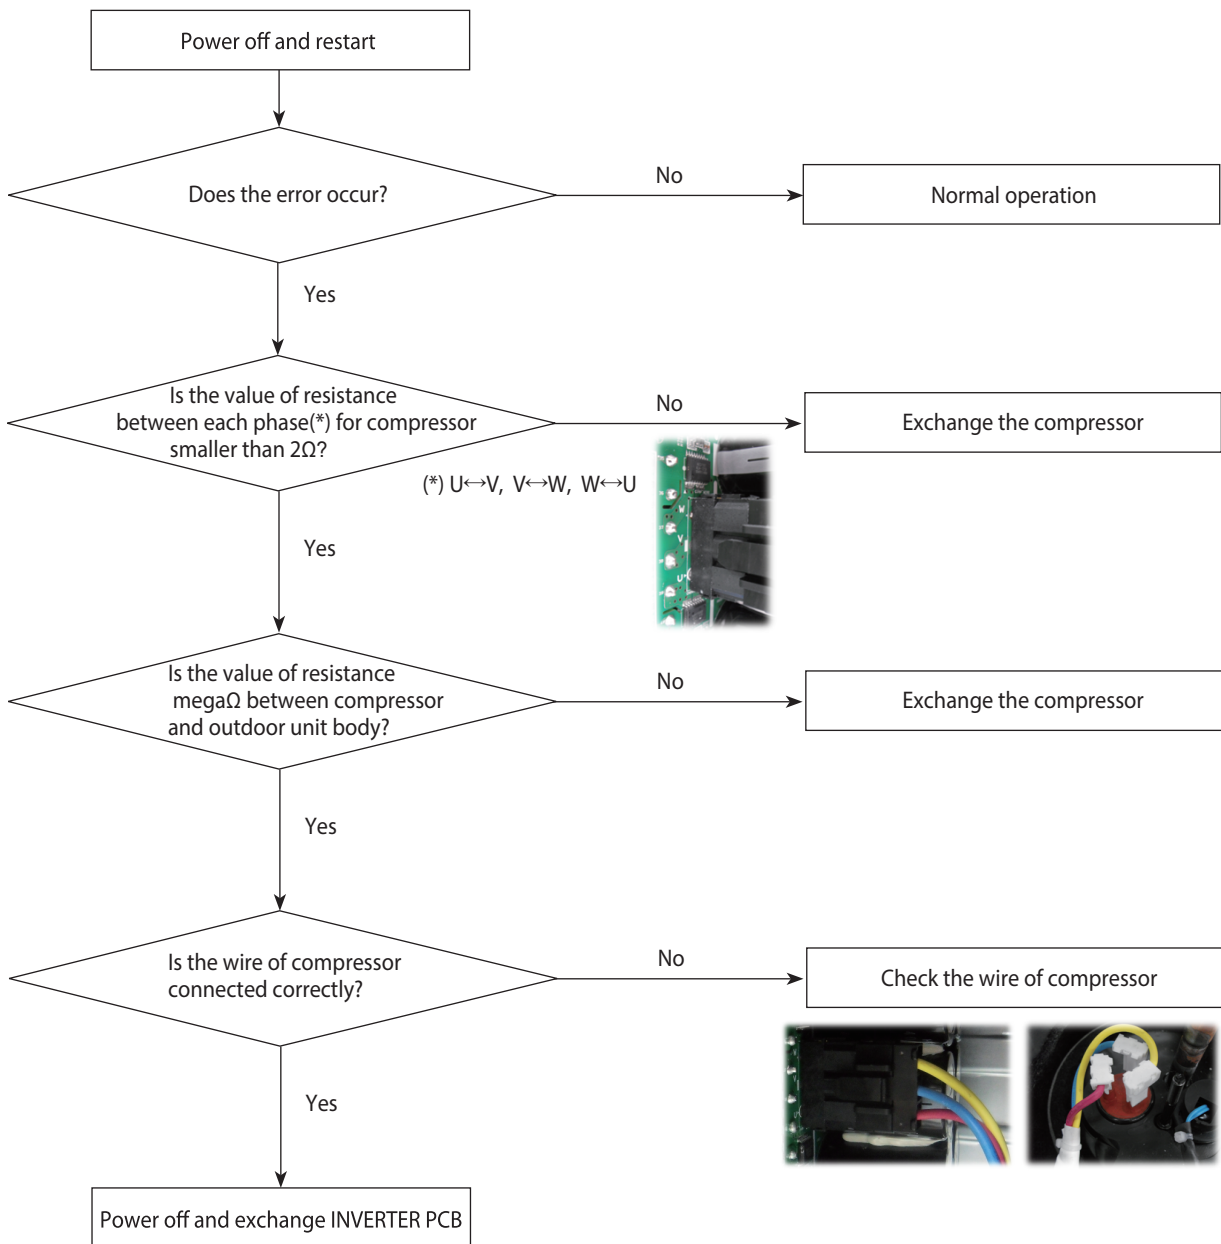 Power off and restart
Does the error occur?
No
Normal operation
Yes
Is the value of resistance
between each phase(*) for compressor
smaller than 2Ω?
No
Exchange the compressor
(*) U↔V, V↔W, W↔U
W
V
U
Yes
Is the value of resistance
megaΩ between compressor
and outdoor unit body?
No
Exchange the compressor
Yes
Is the wire of compressor
connected correctly?
No
Check the wire of compressor
Yes
Power off and exchange INVERTER PCB